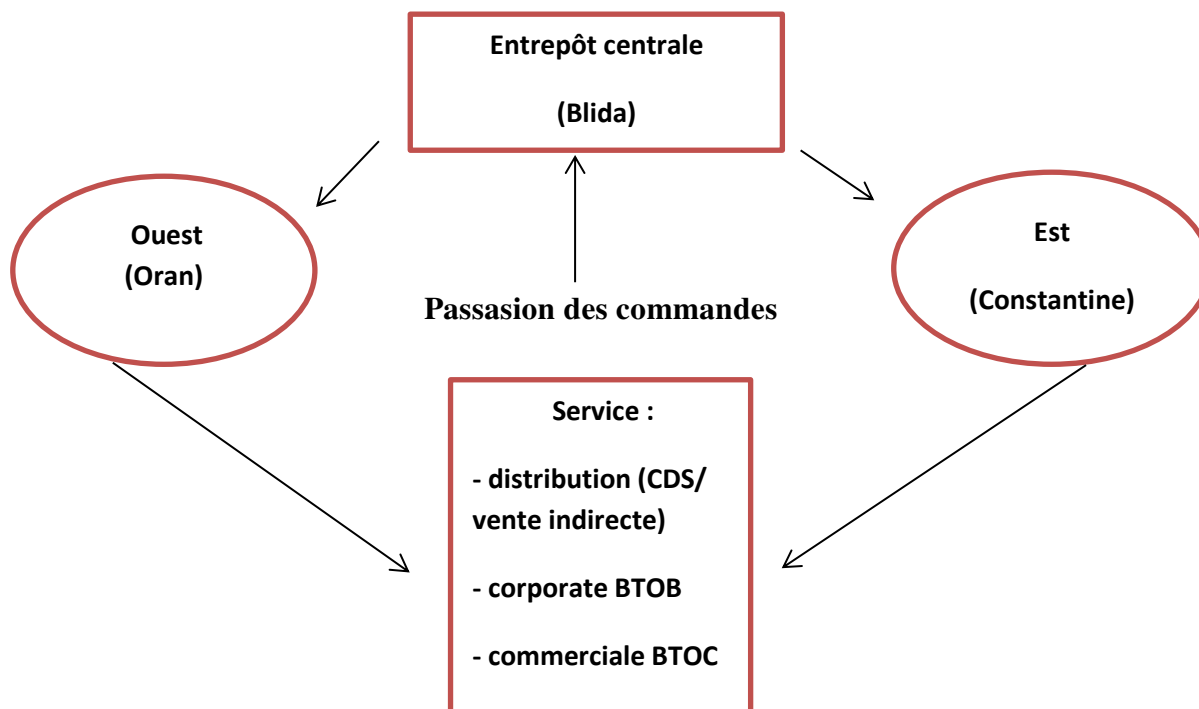 Entrepôt centrale
(Blida)
Ouest
(Oran)
Est
(Constantine)
Passasion des commandes
Service :
- distribution (CDS/
vente indirecte)
- corporate BTOB
- commerciale BTOC